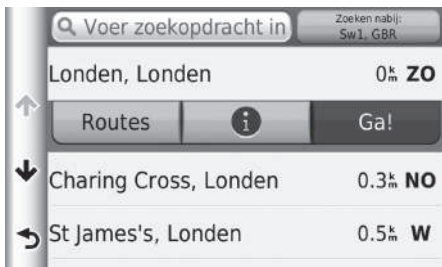 Voer zoekopdracht in
Zoeken nabij:
Sw1, GBR
Londen, Londen 0 km ZO
Routes i Ga!
Charing Cross, Londen 0.3 km NO
St James's, Londen 0.5 km W